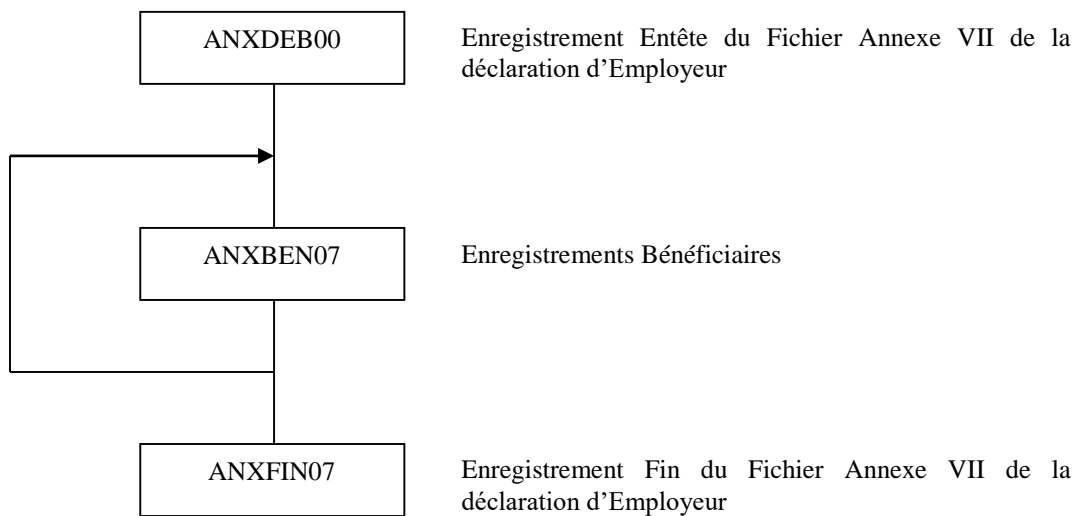 ANXDEB00
Enregistrement Entête du Fichier Annexe VII de la
déclaration d’Employeur
ANXBEN07
Enregistrements Bénéficiaires
ANXFIN07
Enregistrement Fin du Fichier Annexe VII de la
déclaration d’Employeur